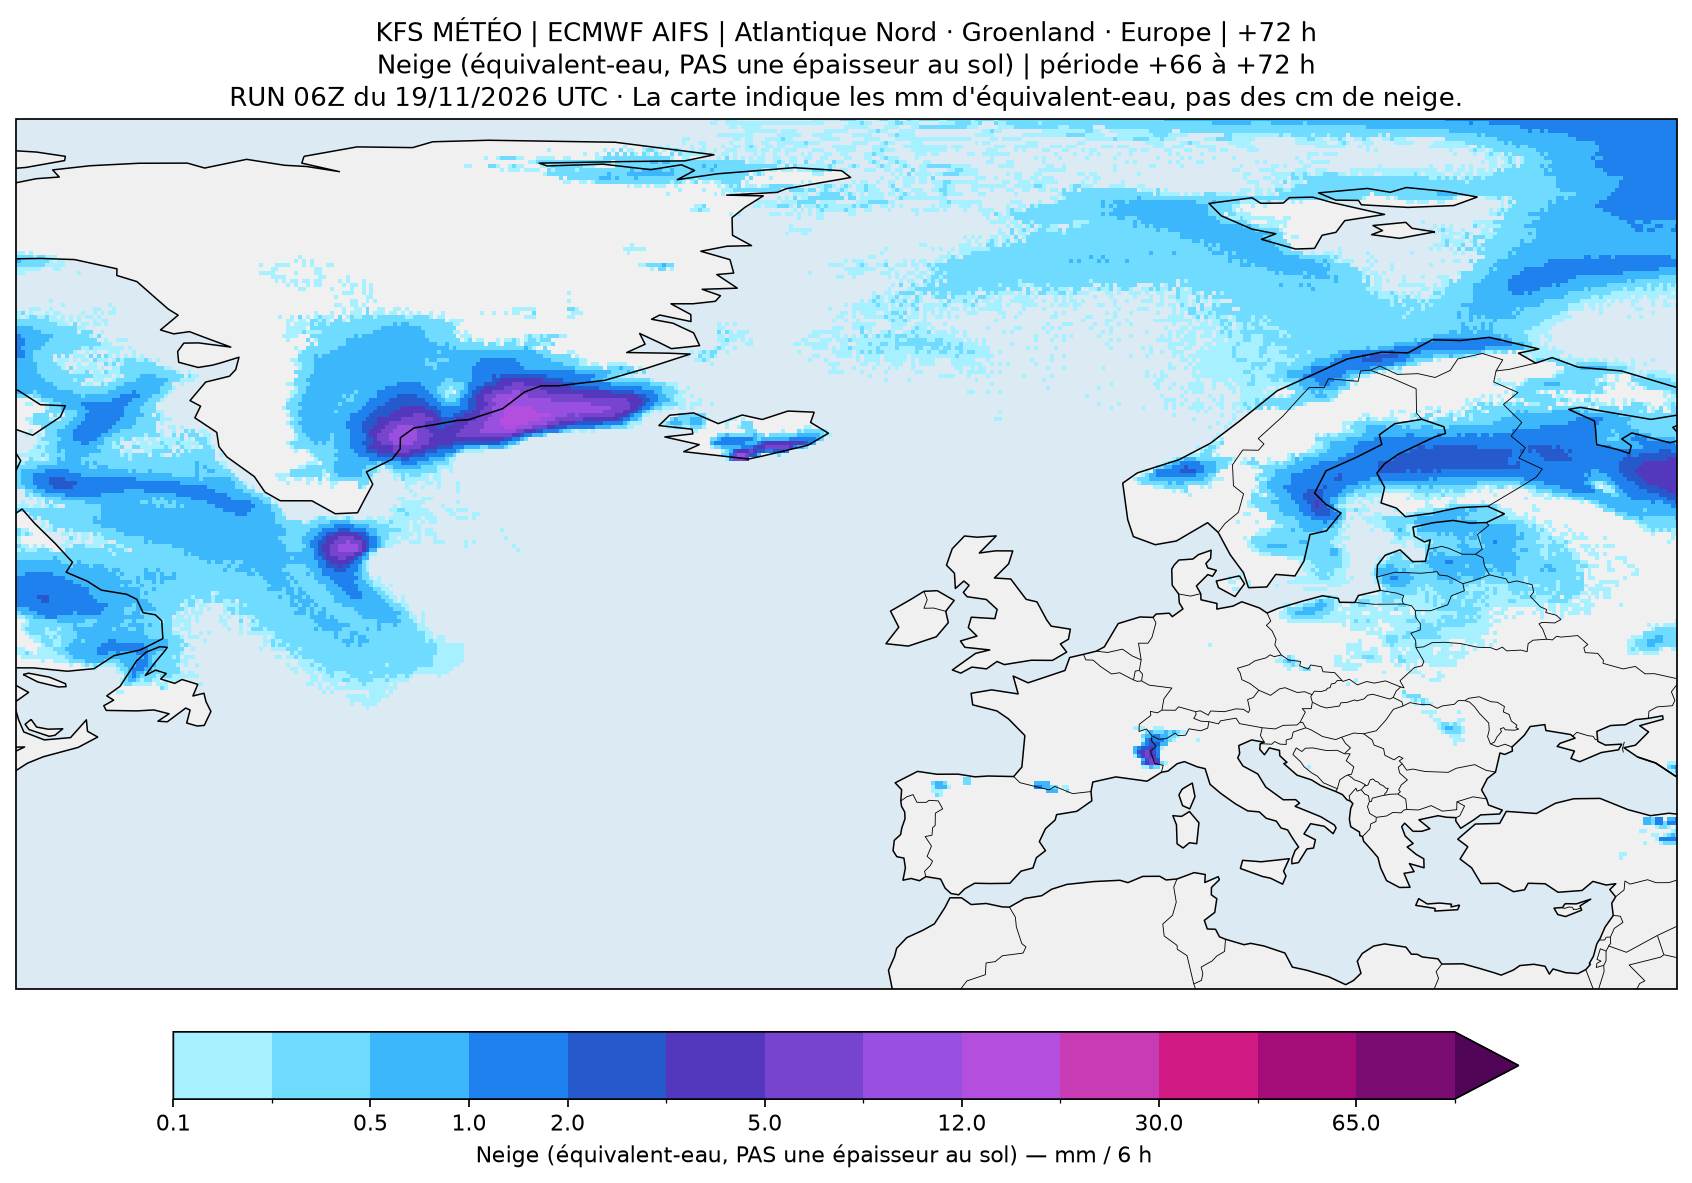 KFS MÉTÉO | ECMWF AIFS | Atlantique Nord · Groenland · Europe | +72 h
Neige (équivalent-eau, PAS une épaisseur au sol) | période +66 à +72 h
RUN 06Z du 19/11/2026 UTC · La carte indique les mm d'équivalent-eau, pas des cm de neige.
0.1 0.5 1.0 2.0 5.0 12.0 30.0 65.0
Neige (équivalent-eau, PAS une épaisseur au sol) — mm / 6 h